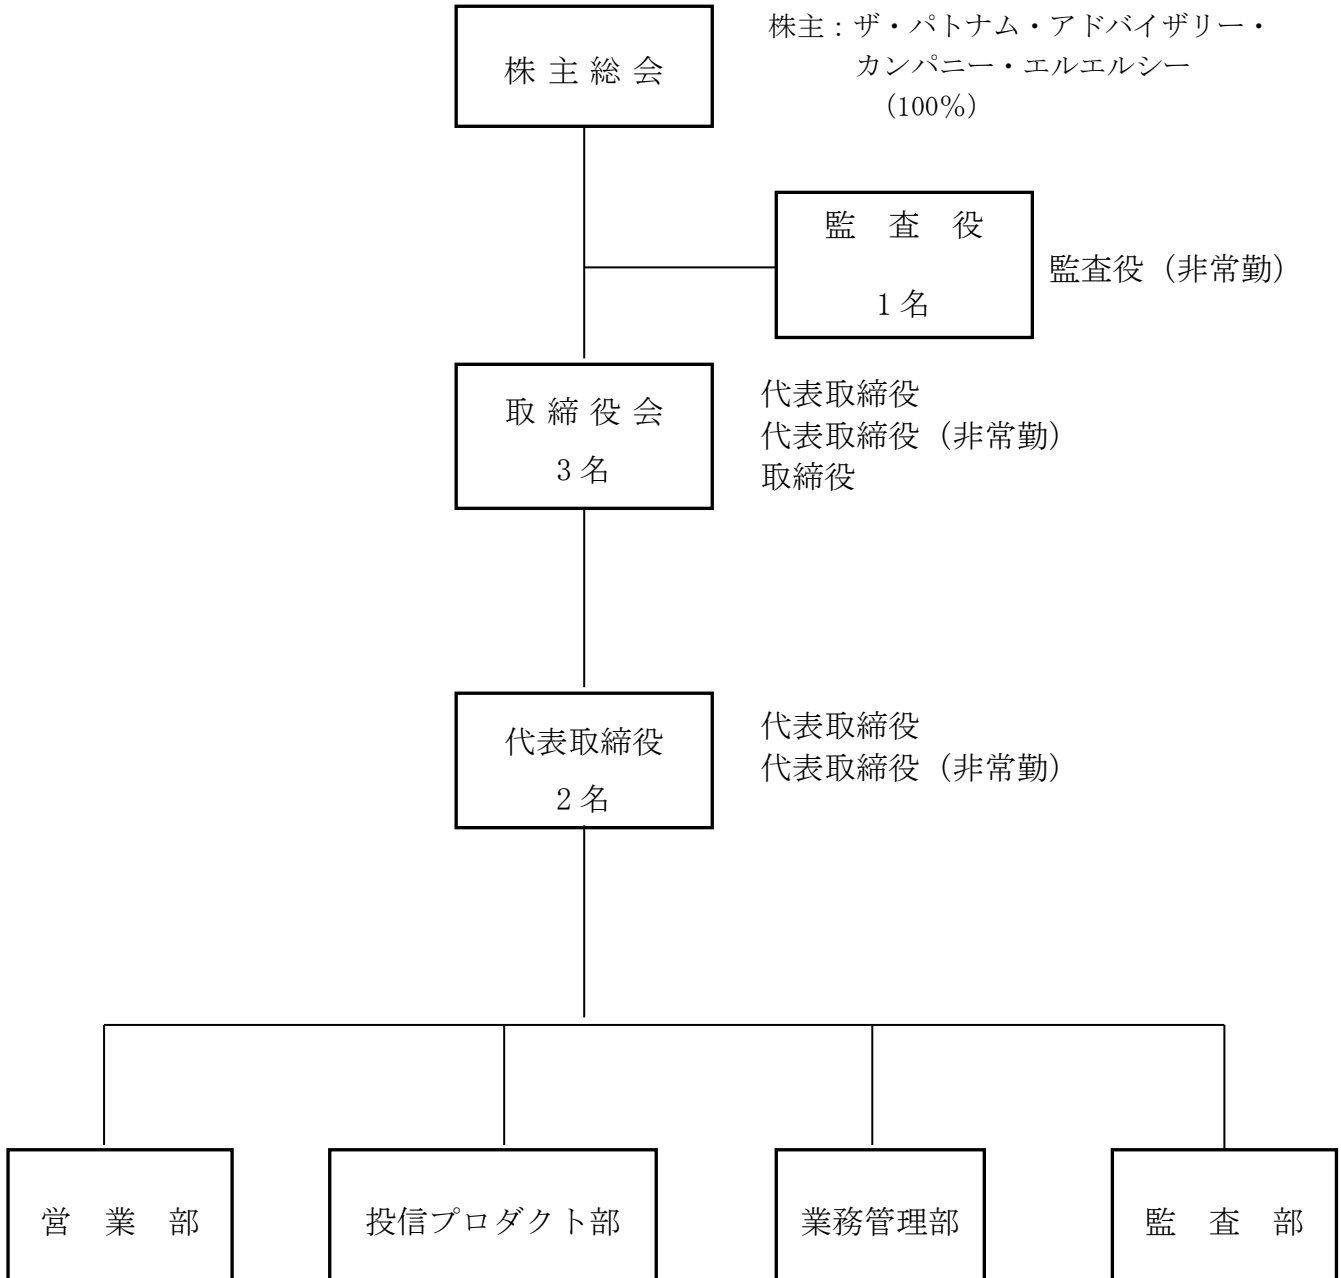 株主総会
株主：ザ・パトナム・アドバイザリー・
カンパニー・エルエルシー
（100％）
監　査　役
1名
監査役（非常勤）
取締役会
3名
代表取締役
代表取締役（非常勤）
取締役
代表取締役
2名
代表取締役
代表取締役（非常勤）
営　業　部
投信プロダクト部
業務管理部
監　査　部